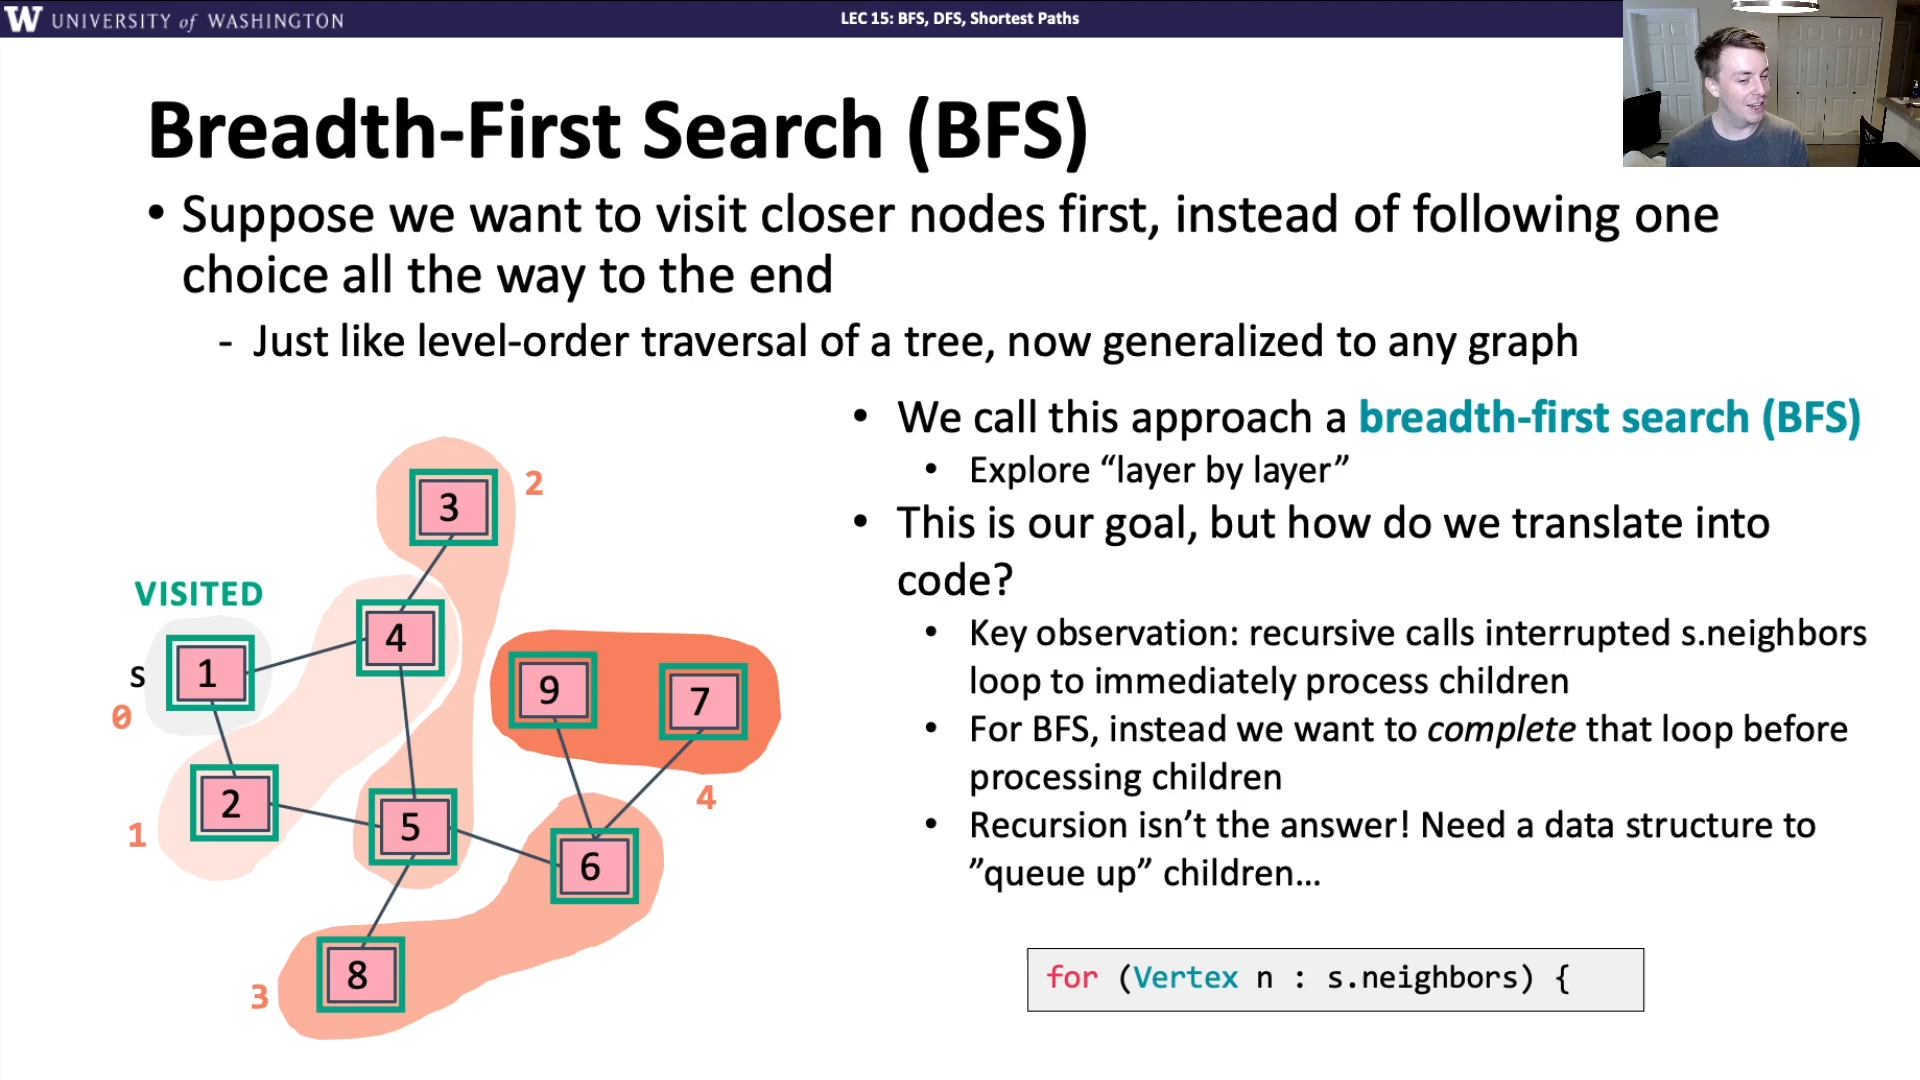 W UNIVERSITY of WASHINGTON
LEC 15: BFS, DFS, Shortest Paths
Breadth-First Search (BFS)
• Suppose we want to visit closer nodes first, instead of following one
choice all the way to the end
- Just like level-order traversal of a tree, now generalized to any graph
• We call this approach a breadth-first search (BFS)
• Explore “layer by layer”
• This is our goal, but how do we translate into
code?
• Key observation: recursive calls interrupted s.neighbors
loop to immediately process children
• For BFS, instead we want to complete that loop before
processing children
• Recursion isn’t the answer! Need a data structure to
”queue up” children…
for (Vertex n : s.neighbors) {
3
2
VISITED
4
S
1
0
9
7
2
1
5
4
6
8
3